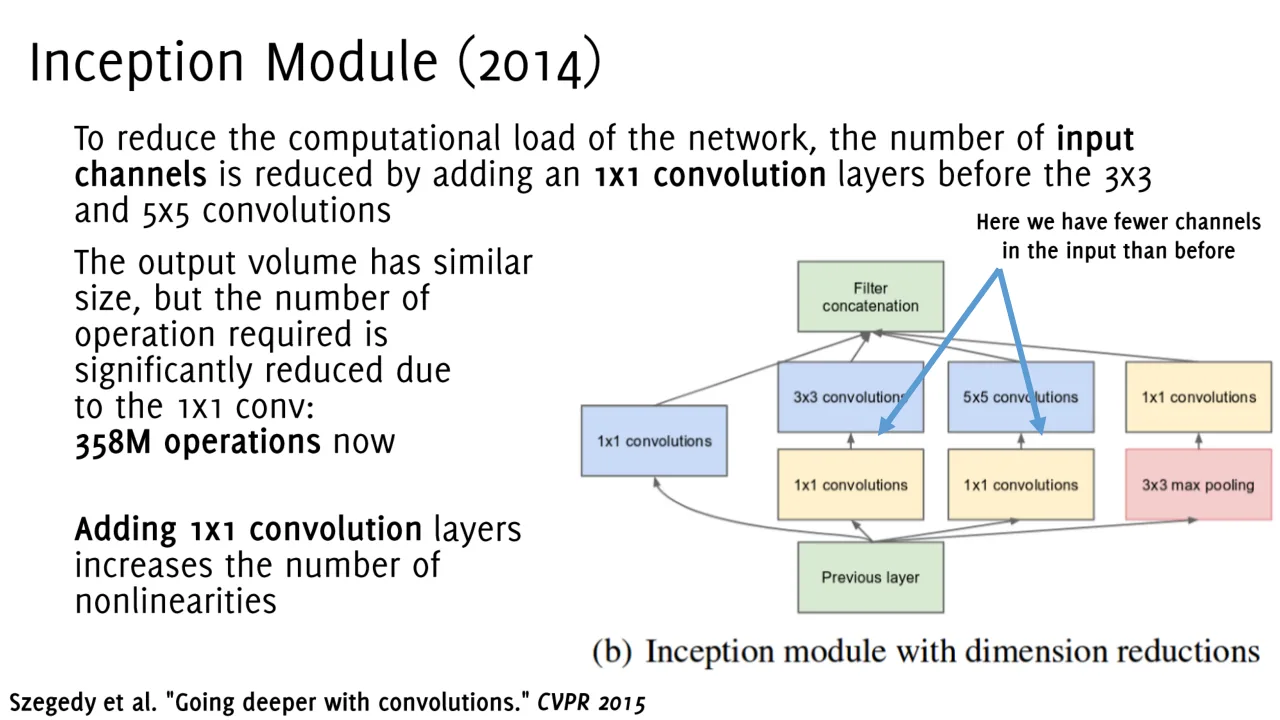 Inception Module (2014)
To reduce the computational load of the network, the number of input
channels is reduced by adding an 1x1 convolution layers before the 3x3
and 5x5 convolutions
The output volume has similar
size, but the number of
operation required is
significantly reduced due
to the 1x1 conv:
358M operations now
Adding 1x1 convolution layers
increases the number of
nonlinearities
Here we have fewer channels
in the input than before
Filter
concatenation
3x3 convolutions
5x5 convolutions
1x1 convolutions
1x1 convolutions
1x1 convolutions
1x1 convolutions
3x3 max pooling
Previous layer
(b) Inception module with dimension reductions
Szegedy et al. "Going deeper with convolutions." CVPR 2015